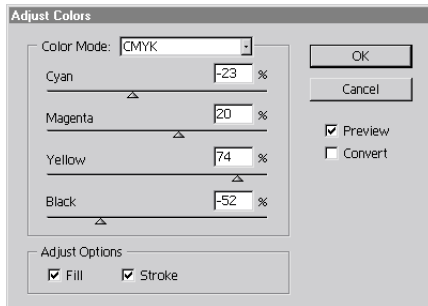 Adjust Colors
Color Mode: CMYK
OK
Cyan -23 %
Cancel
Magenta 20 %
Preview
Yellow 74 %
Convert
Black -52 %
Adjust Options
Fill Stroke